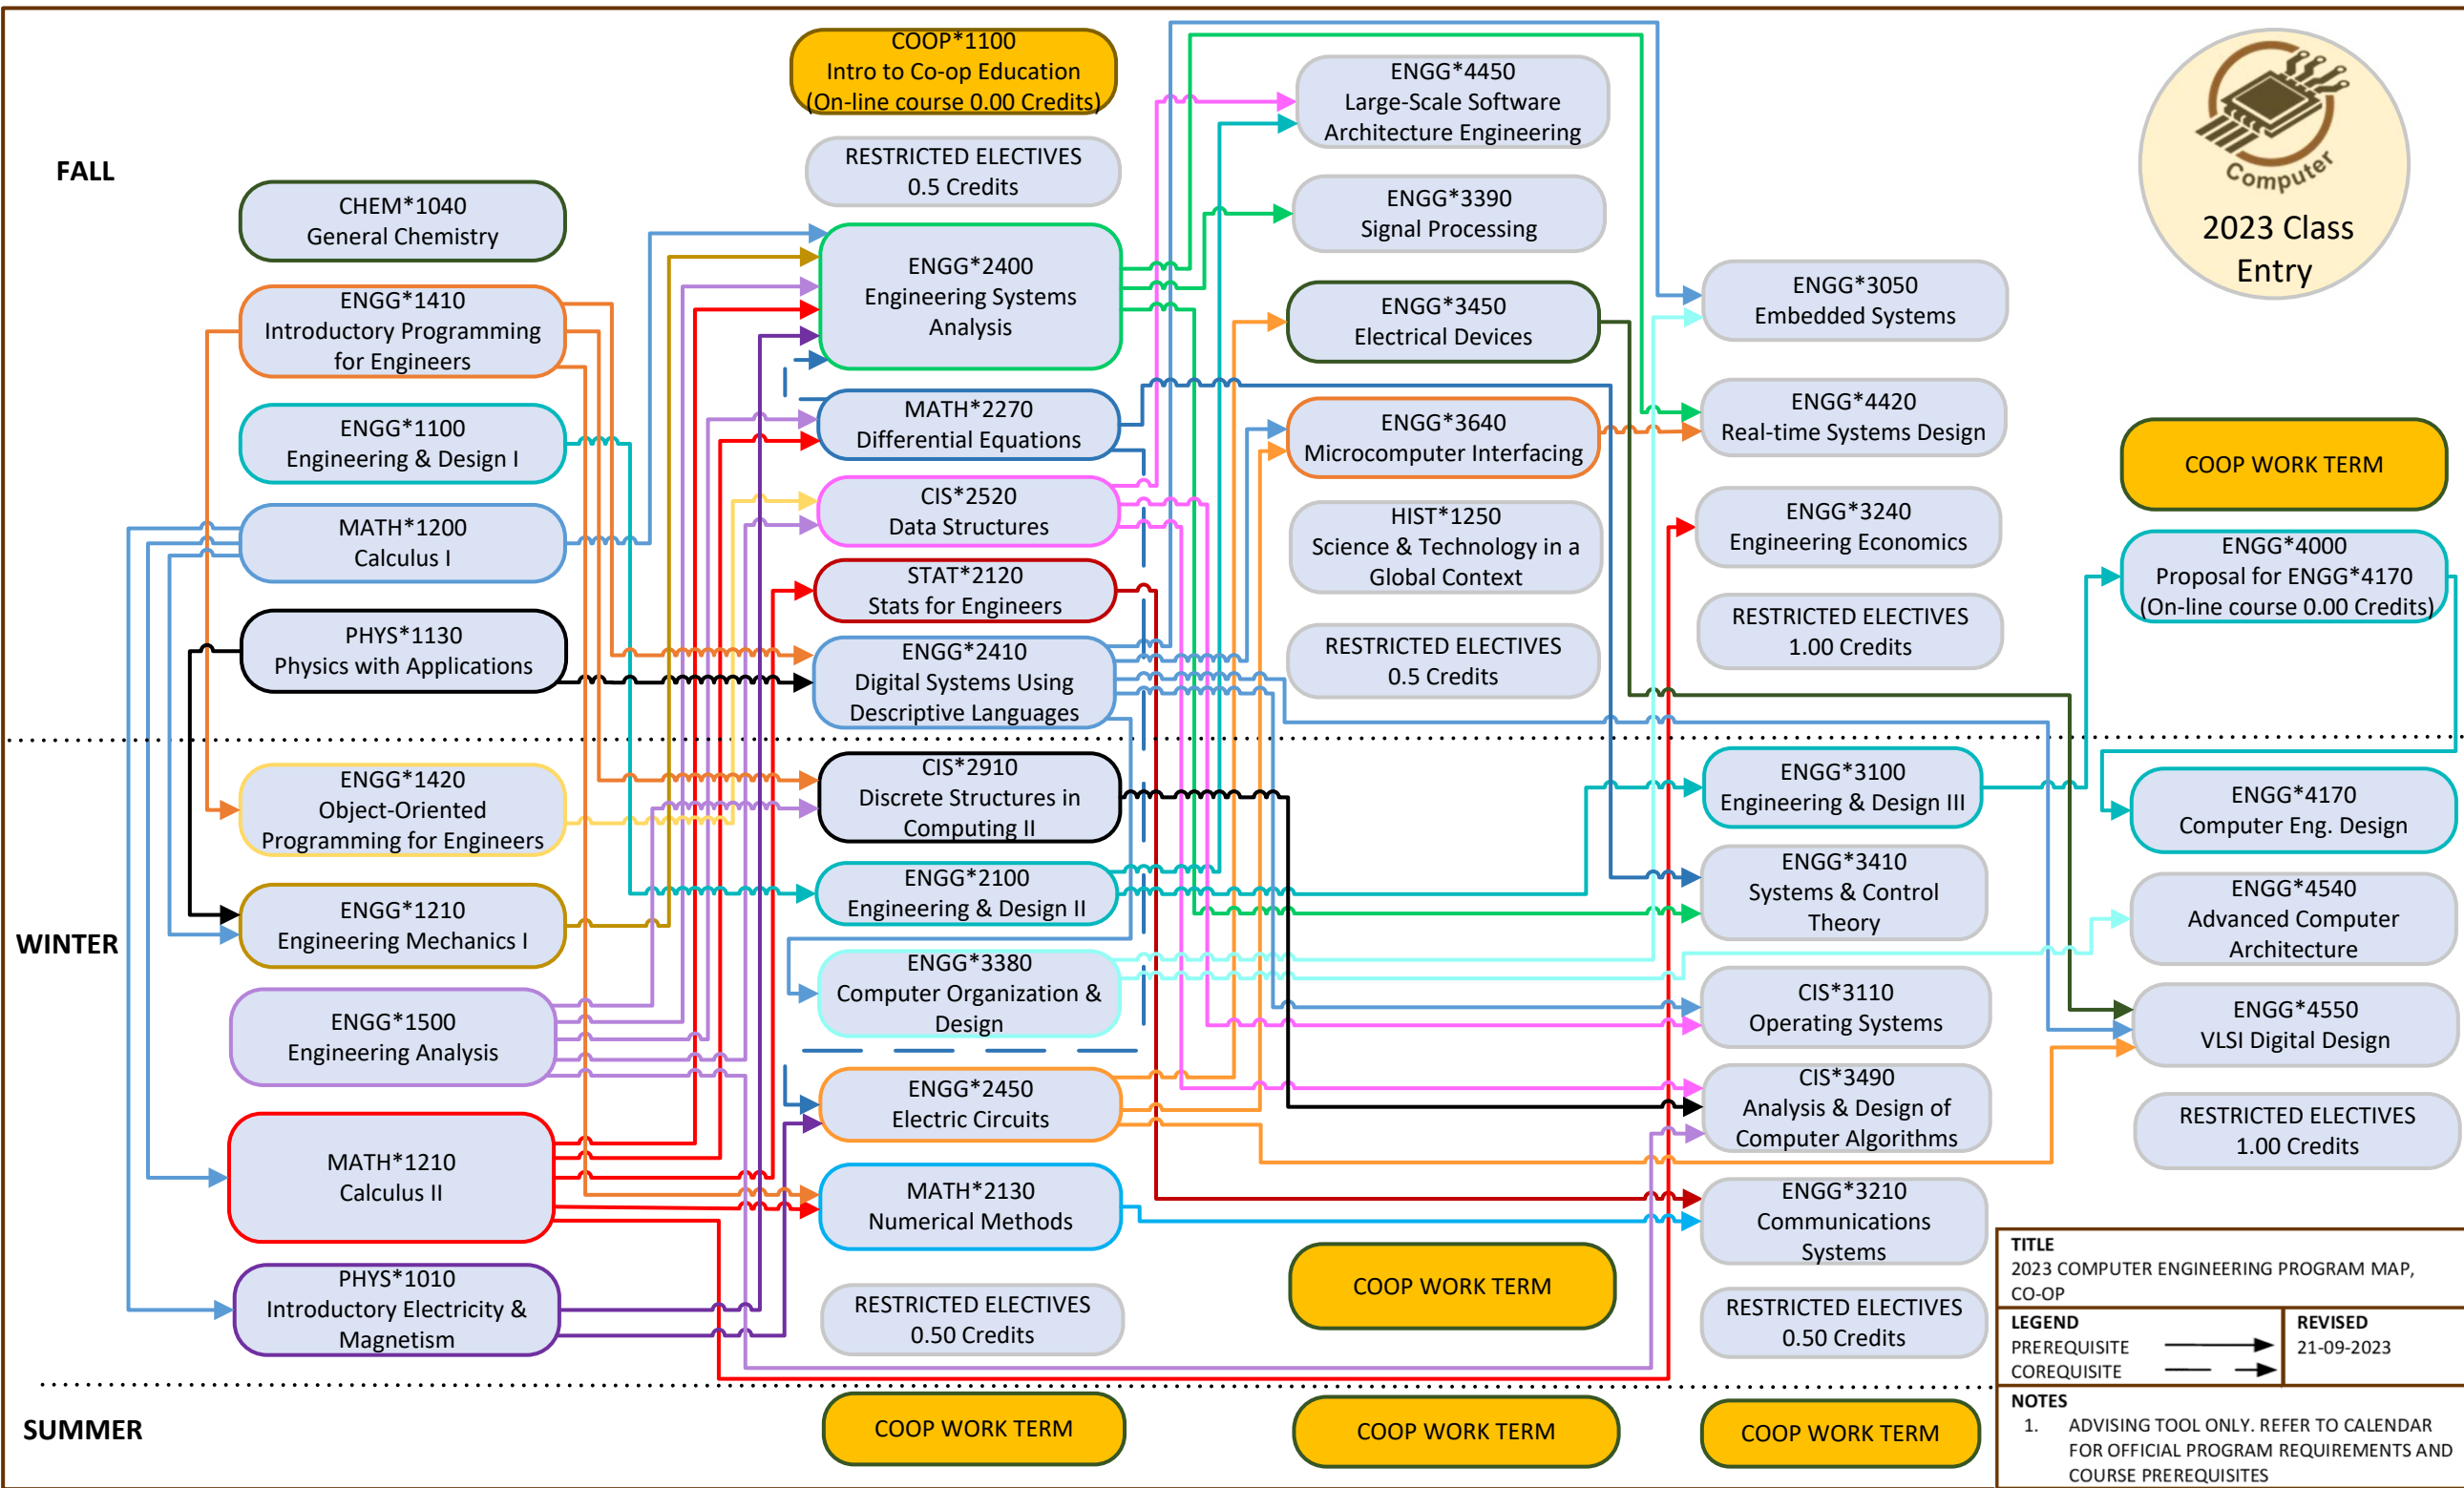 FALL
CHEM*1040
General Chemistry
ENGG*1410
Introductory Programming
for Engineers
ENGG*1100
Engineering & Design I
MATH*1200
Calculus I
PHYS*1130
Physics with Applications
WINTER
ENGG*1420
Object-Oriented
Programming for Engineers
ENGG*1210
Engineering Mechanics I
ENGG*1500
Engineering Analysis
MATH*1210
Calculus II
PHYS*1010
Introductory Electricity &
Magnetism
SUMMER
COOP*1100
Intro to Co-op Education
(On-line course 0.00 Credits)
RESTRICTED ELECTIVES
0.5 Credits
ENGG*2400
Engineering Systems
Analysis
MATH*2270
Differential Equations
CIS*2520
Data Structures
STAT*2120
Stats for Engineers
ENGG*2410
Digital Systems Using
Descriptive Languages
CIS*2910
Discrete Structures in
Computing II
ENGG*2100
Engineering & Design II
ENGG*3380
Computer Organization &
Design
ENGG*2450
Electric Circuits
MATH*2130
Numerical Methods
RESTRICTED ELECTIVES
0.50 Credits
COOP WORK TERM
ENGG*4450
Large-Scale Software
Architecture Engineering
ENGG*3390
Signal Processing
ENGG*3450
Electrical Devices
ENGG*3640
Microcomputer Interfacing
HIST*1250
Science & Technology in a
Global Context
RESTRICTED ELECTIVES
0.5 Credits
COOP WORK TERM
COOP WORK TERM
ENGG*3050
Embedded Systems
ENGG*4420
Real-time Systems Design
ENGG*3240
Engineering Economics
RESTRICTED ELECTIVES
1.00 Credits
ENGG*3100
Engineering & Design III
ENGG*3410
Systems & Control
Theory
CIS*3110
Operating Systems
CIS*3490
Analysis & Design of
Computer Algorithms
ENGG*3210
Communications
Systems
RESTRICTED ELECTIVES
0.50 Credits
COOP WORK TERM
Computer
2023 Class
Entry
COOP WORK TERM
ENGG*4000
Proposal for ENGG*4170
(On-line course 0.00 Credits)
ENGG*4170
Computer Eng. Design
ENGG*4540
Advanced Computer
Architecture
ENGG*4550
VLSI Digital Design
RESTRICTED ELECTIVES
1.00 Credits
TITLE
2023 COMPUTER ENGINEERING PROGRAM MAP,
CO-OP
LEGEND
PREREQUISITE
COREQUISITE
REVISED
21-09-2023
NOTES
1. ADVISING TOOL ONLY. REFER TO CALENDAR
FOR OFFICIAL PROGRAM REQUIREMENTS AND
COURSE PREREQUISITES